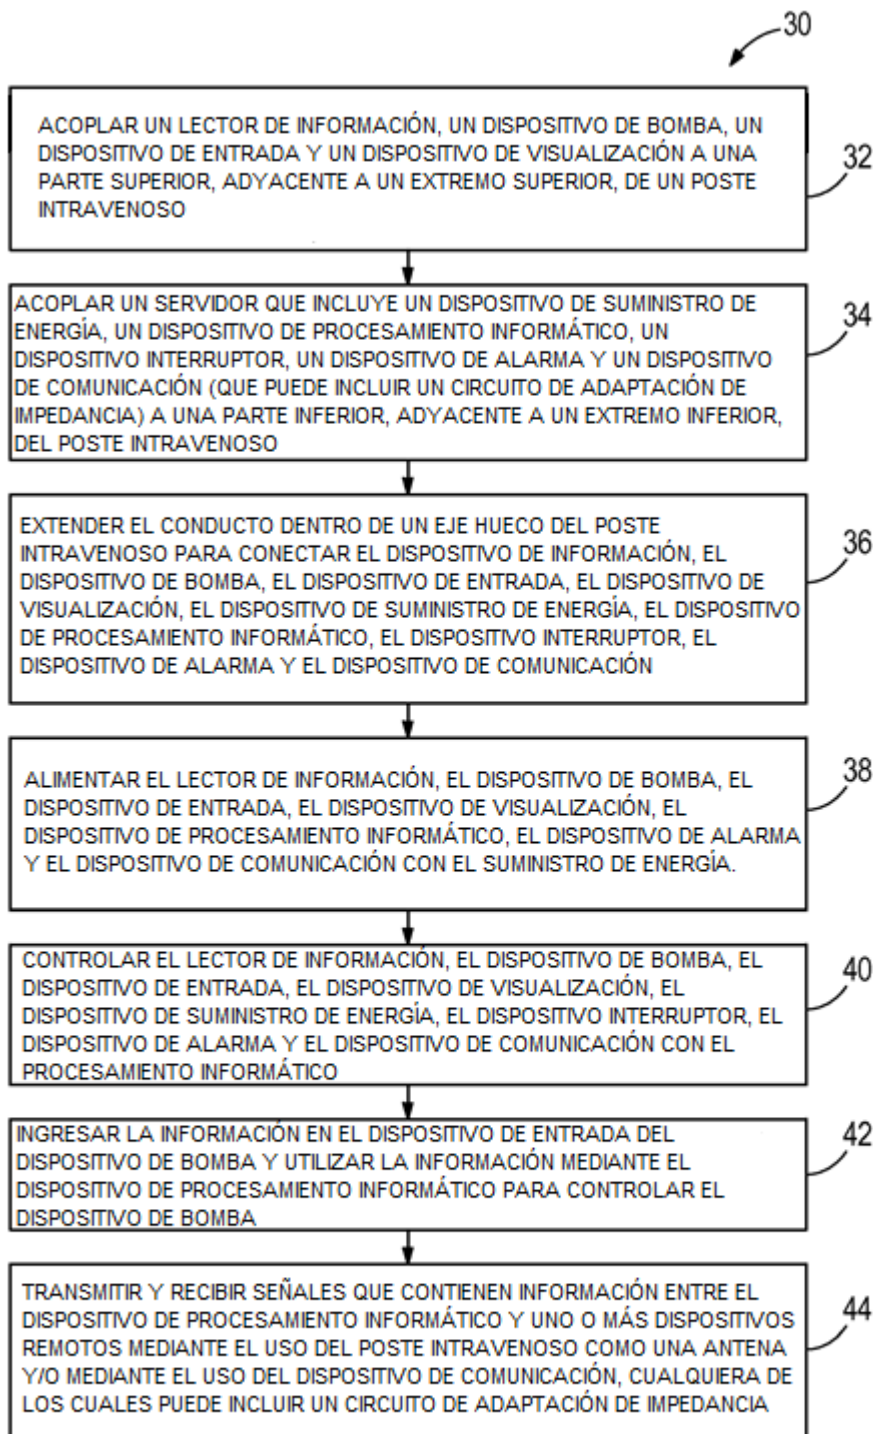 30
ACOPLAR UN LECTOR DE INFORMACIÓN, UN DISPOSITIVO DE BOMBA, UN
DISPOSITIVO DE ENTRADA Y UN DISPOSITIVO DE VISUALIZACIÓN A UNA
PARTE SUPERIOR, ADYACENTE A UN EXTREMO SUPERIOR, DE UN POSTE
INTRAVENOSO
32
ACOPLAR UN SERVIDOR QUE INCLUYE UN DISPOSITIVO DE SUMINISTRO DE
ENERGÍA, UN DISPOSITIVO DE PROCESAMIENTO INFORMÁTICO, UN
DISPOSITIVO INTERRUPTOR, UN DISPOSITIVO DE ALARMA Y UN DISPOSITIVO
DE COMUNICACIÓN (QUE PUEDE INCLUIR UN CIRCUITO DE ADAPTACIÓN DE
IMPEDANCIA) A UNA PARTE INFERIOR, ADYACENTE A UN EXTREMO INFERIOR,
DEL POSTE INTRAVENOSO
34
EXTENDER EL CONDUCTO DENTRO DE UN EJE HUECO DEL POSTE
INTRAVENOSO PARA CONECTAR EL DISPOSITIVO DE INFORMACIÓN, EL
DISPOSITIVO DE BOMBA, EL DISPOSITIVO DE ENTRADA, EL DISPOSITIVO DE
VISUALIZACIÓN, EL DISPOSITIVO DE SUMINISTRO DE ENERGÍA, EL DISPOSITIVO
DE PROCESAMIENTO INFORMÁTICO, EL DISPOSITIVO INTERRUPTOR, EL
DISPOSITIVO DE ALARMA Y EL DISPOSITIVO DE COMUNICACIÓN
36
ALIMENTAR EL LECTOR DE INFORMACIÓN, EL DISPOSITIVO DE BOMBA, EL
DISPOSITIVO DE ENTRADA, EL DISPOSITIVO DE VISUALIZACIÓN, EL
DISPOSITIVO DE PROCESAMIENTO INFORMÁTICO, EL DISPOSITIVO DE ALARMA
Y EL DISPOSITIVO DE COMUNICACIÓN CON EL SUMINISTRO DE ENERGÍA.
38
CONTROLAR EL LECTOR DE INFORMACIÓN, EL DISPOSITIVO DE BOMBA, EL
DISPOSITIVO DE ENTRADA, EL DISPOSITIVO DE VISUALIZACIÓN, EL
DISPOSITIVO DE SUMINISTRO DE ENERGÍA, EL DISPOSITIVO INTERRUPTOR, EL
DISPOSITIVO DE ALARMA Y EL DISPOSITIVO DE COMUNICACIÓN CON EL
PROCESAMIENTO INFORMÁTICO
40
INGRESAR LA INFORMACIÓN EN EL DISPOSITIVO DE ENTRADA DEL
DISPOSITIVO DE BOMBA Y UTILIZAR LA INFORMACIÓN MEDIANTE EL
DISPOSITIVO DE PROCESAMIENTO INFORMÁTICO PARA CONTROLAR EL
DISPOSITIVO DE BOMBA
42
TRANSMITIR Y RECIBIR SEÑALES QUE CONTIENEN INFORMACIÓN ENTRE EL
DISPOSITIVO DE PROCESAMIENTO INFORMÁTICO Y UNO O MÁS DISPOSITIVOS
REMOTOS MEDIANTE EL USO DEL POSTE INTRAVENOSO COMO UNA ANTENA
Y/O MEDIANTE EL USO DEL DISPOSITIVO DE COMUNICACIÓN, CUALQUIERA DE
LOS CUALES PUEDE INCLUIR UN CIRCUITO DE ADAPTACIÓN DE IMPEDANCIA
44